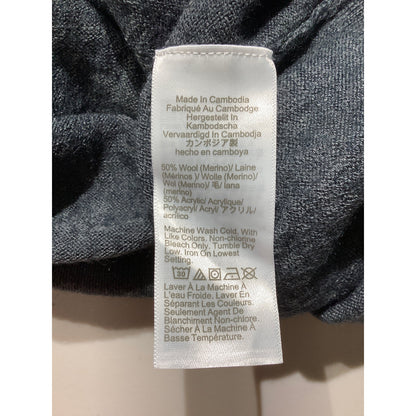 Made In Cambodia
Fabriqué Au Cambodge
Hergestellt In
Kambodscha
Vervaardigd In Cambodja
カンボジア製
hecho en camboya
50% Wool (Merino)/ Laine
(Merinos )/ Wolle (Merino)/
Wol (Merino)/ 毛/ lana
(merino)
50% Acrylic/ Acrylique/
Polyacryl/ Acryl/ アクリル/
acrílico
Machine Wash Cold, With
Like Colors. Non-chlorine
Bleach Only, Tumble Dry
Low. Iron On Lowest
Setting.
30
Laver À La Machine À
L'eau Froide, Laver En
Séparant Les Couleurs.
Seulement Agent De
Blanchiment Non-chlore.
Sécher À La Machine À
Basse Température.